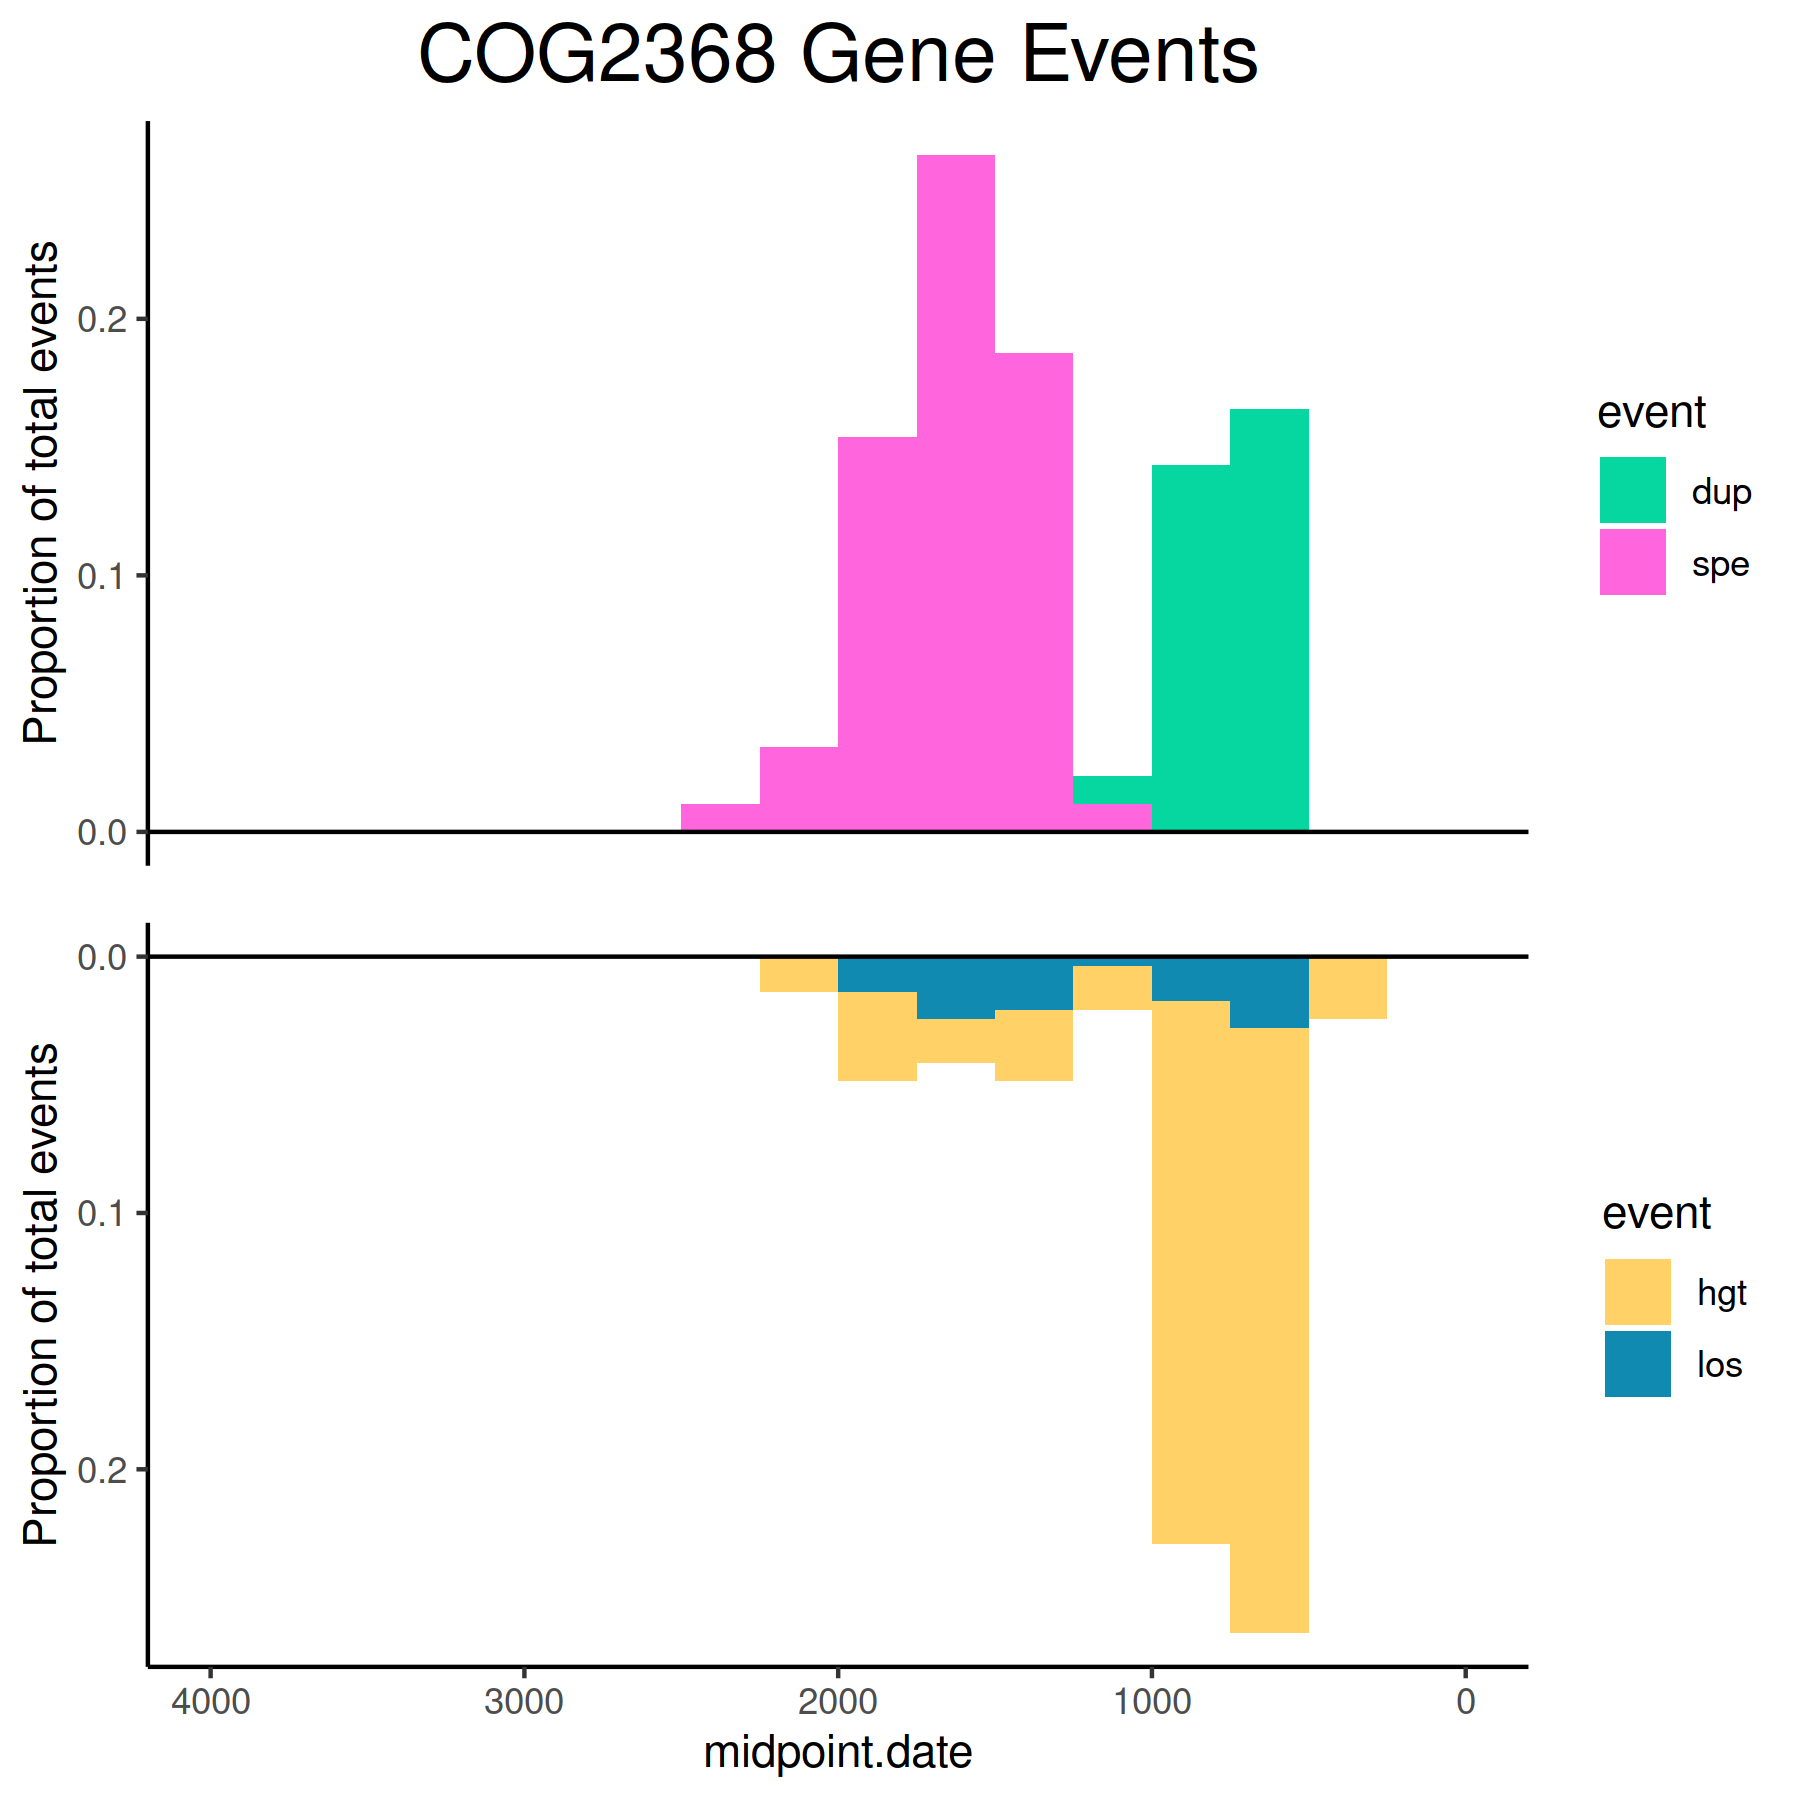 COG2368 Gene Events
Proportion of total events
0.2
0.1
0.0
event
dup
spe
Proportion of total events
0.0
0.1
0.2
event
hgt
los
4000 3000 2000 1000 0
midpoint.date